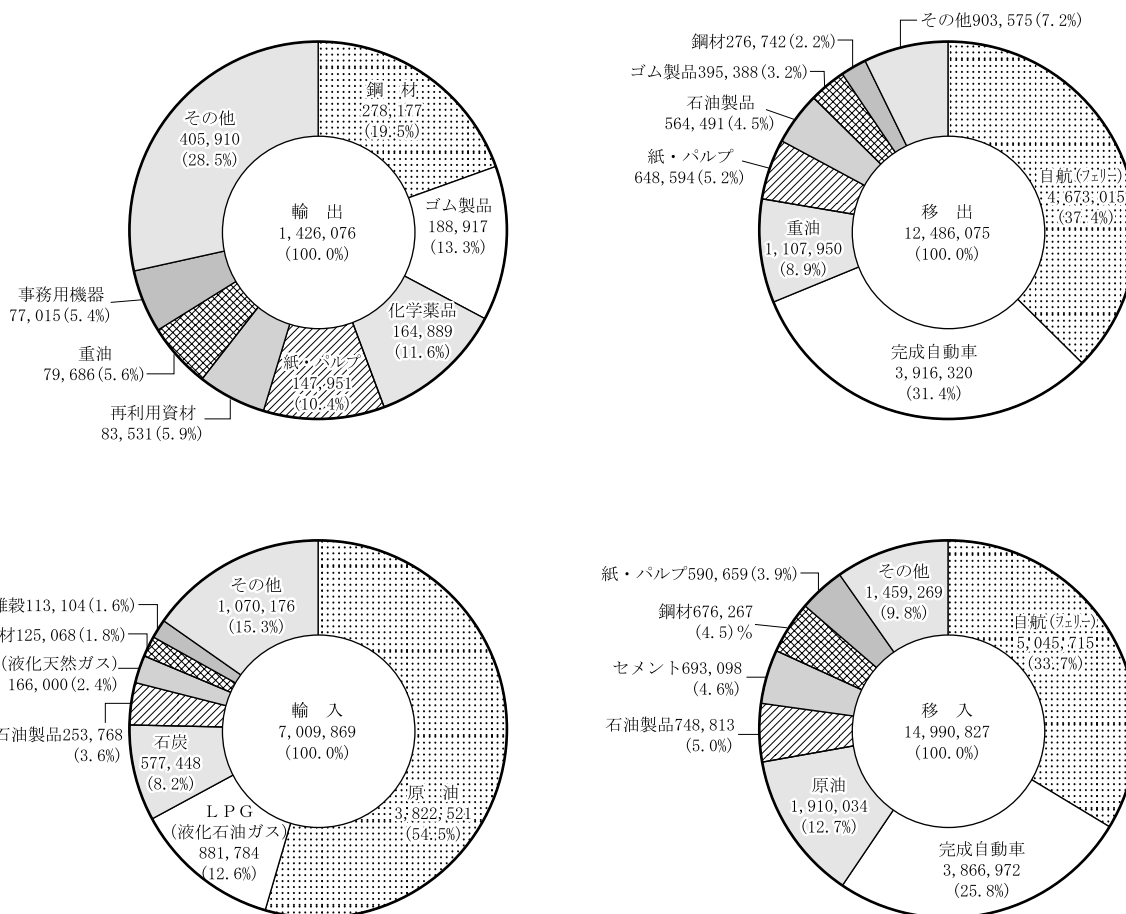 輸　出
1,426,076
(100.0%)
鋼　材
278,177
(19.5%)
ゴム製品
188,917
(13.3%)
化学薬品
164,889
(11.6%)
紙・パルプ
147,951
(10.4%)
再利用資材
83,531(5.9%)
重油
79,686(5.6%)
事務用機器
77,015(5.4%)
その他
405,910
(28.5%)
移　出
12,486,075
(100.0%)
自航(フェリー)
4,673,015
(37.4%)
完成自動車
3,916,320
(31.4%)
重油
1,107,950
(8.9%)
紙・パルプ
648,594(5.2%)
石油製品
564,491(4.5%)
ゴム製品395,388(3.2%)
鋼材276,742(2.2%)
その他903,575(7.2%)
輸　入
7,009,869
(100.0%)
原　油
3,822,521
(54.5%)
ＬＰＧ
(液化石油ガス)
881,784
(12.6%)
石炭
577,448
(8.2%)
石油製品253,768
(3.6%)
(液化天然ガス)
166,000(2.4%)
材125,068(1.8%)
雑穀113,104(1.6%)
その他
1,070,176
(15.3%)
移　入
14,990,827
(100.0%)
自航(フェリー)
5,045,715
(33.7%)
完成自動車
3,866,972
(25.8%)
原油
1,910,034
(12.7%)
石油製品748,813
(5.0%)
セメント693,098
(4.6%)
鋼材676,267
(4.5)%
紙・パルプ590,659(3.9%)
その他
1,459,269
(9.8%)